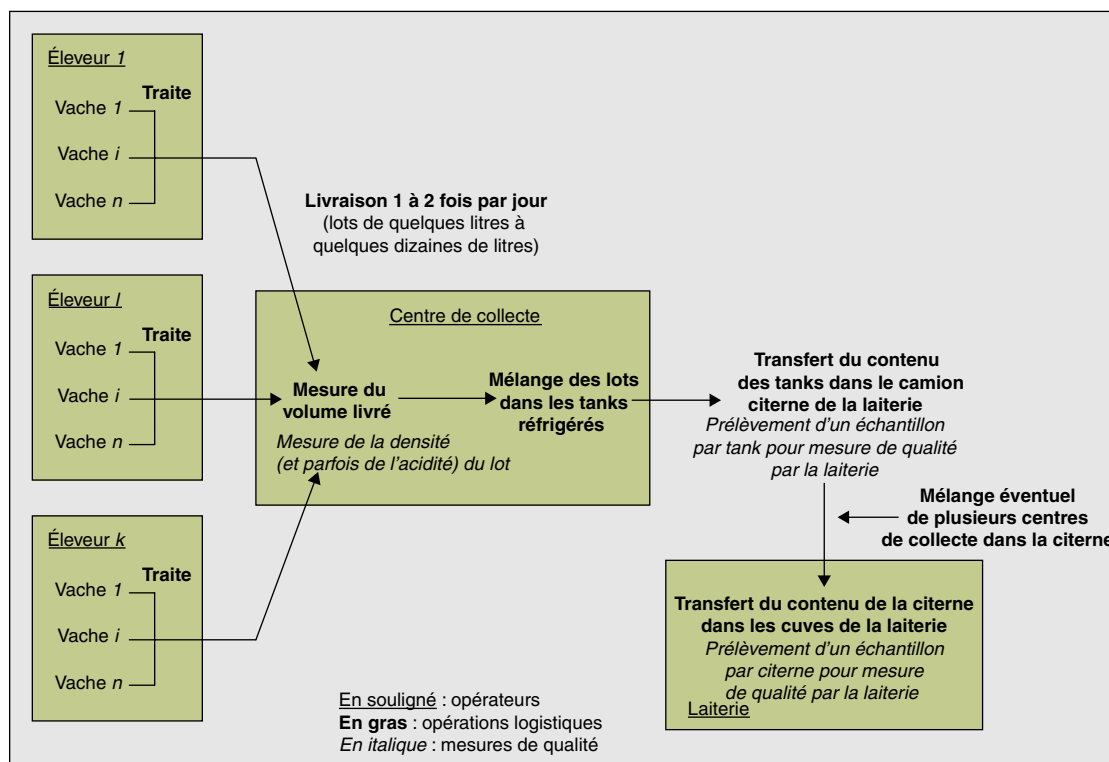 Éleveur 1
Traite
Vache 1
Vache i
Vache n
Livraison 1 à 2 fois par jour
(lots de quelques litres à
quelques dizaines de litres)
Éleveur l
Traite
Vache 1
Vache i
Vache n
Centre de collecte
Mesure du
volume livré
Mesure de la densité
(et parfois de l'acidité) du lot
Mélange des lots
dans les tanks
réfrigérés
Transfert du contenu
des tanks dans le camion
citerne de la laiterie
Prélèvement d'un échantillon
par tank pour mesure de qualité
par la laiterie
Mélange éventuel
de plusieurs centres
de collecte dans la citerne
Éleveur k
Traite
Vache 1
Vache i
Vache n
Transfert du contenu de la citerne
dans les cuves de la laiterie
Prélèvement d'un échantillon
par citerne pour mesure
de qualité par la laiterie
Laiterie
En souligné : opérateurs
En gras : opérations logistiques
En italique : mesures de qualité